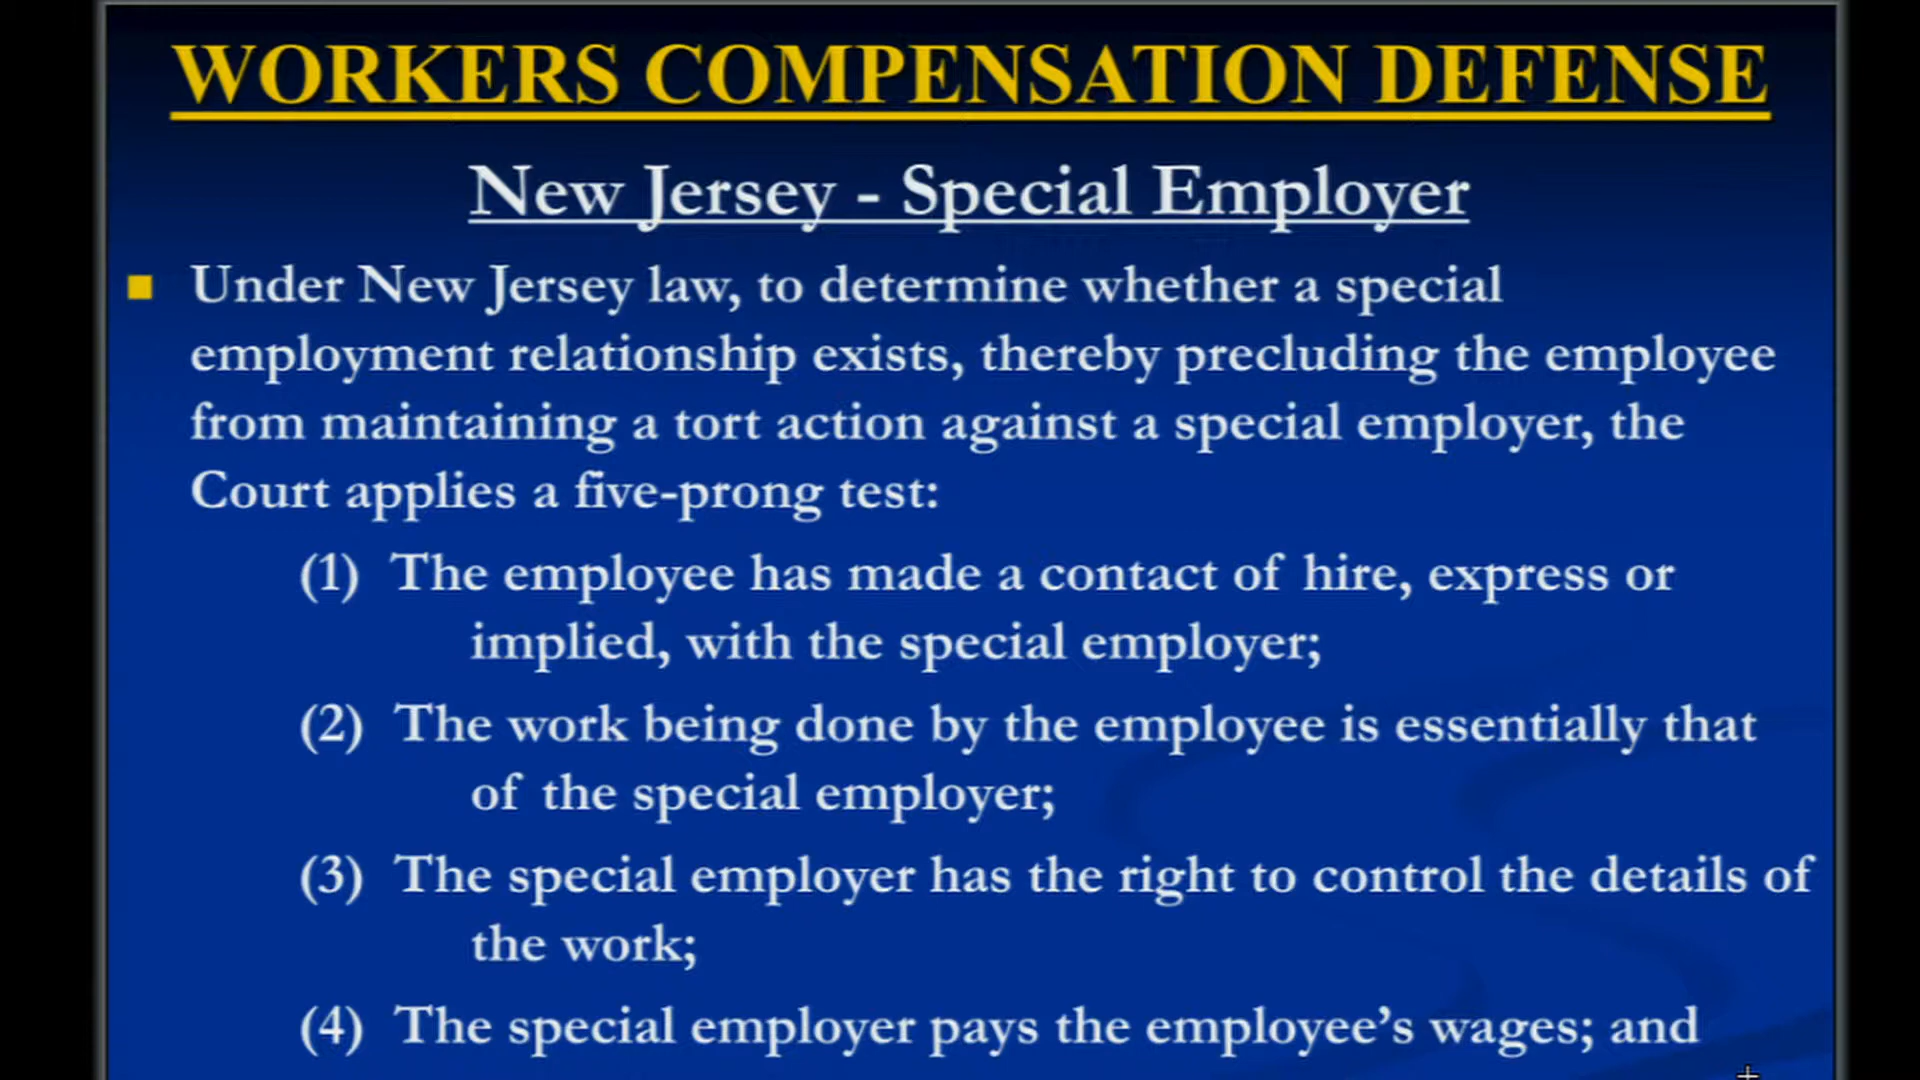 WORKERS COMPENSATION DEFENSE
New Jersey - Special Employer
Under New Jersey law, to determine whether a special
employment relationship exists, thereby precluding the employee
from maintaining a tort action against a special employer, the
Court applies a five-prong test:
(1) The employee has made a contact of hire, express or
implied, with the special employer;
(2) The work being done by the employee is essentially that
of the special employer;
(3) The special employer has the right to control the details of
the work;
(4) The special employer pays the employee’s wages; and